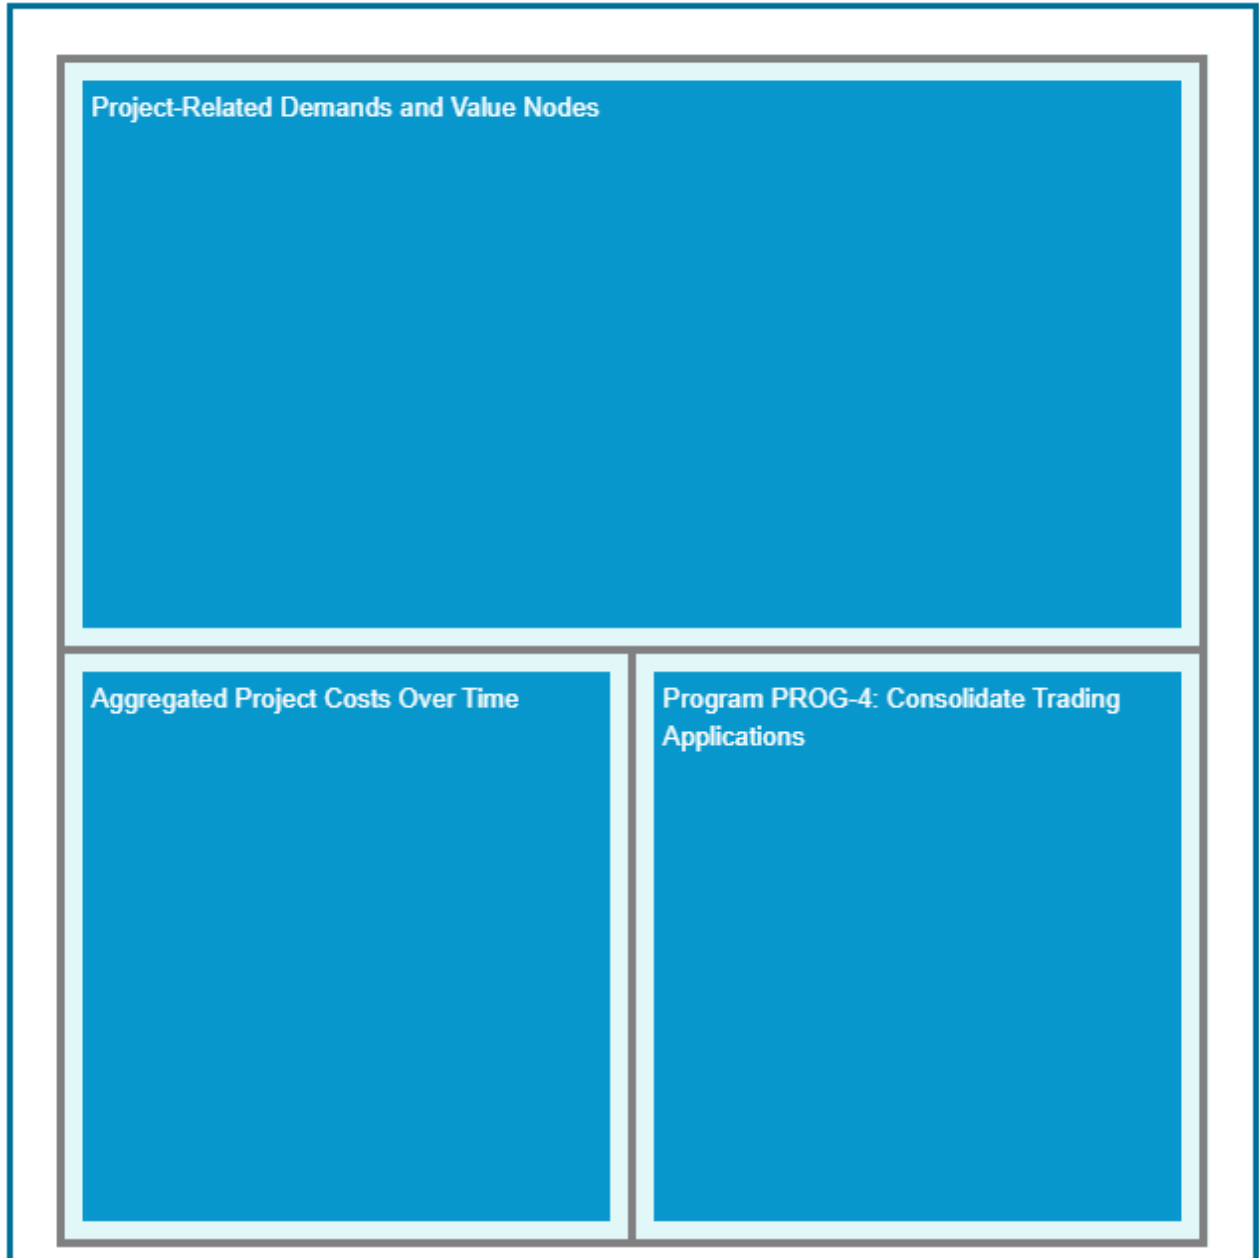 Project-Related Demands and Value Nodes
Aggregated Project Costs Over Time
Program PROG-4: Consolidate Trading
Applications